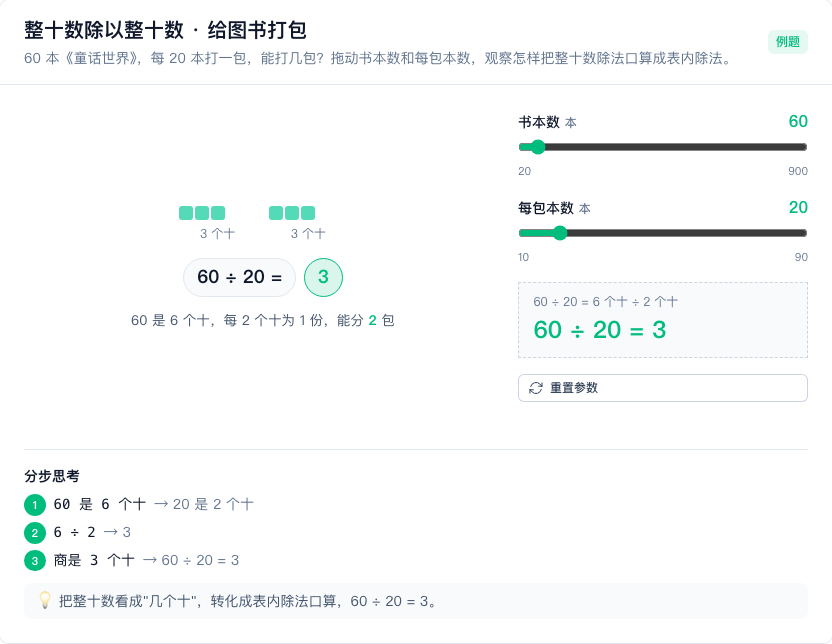 整十数除以整十数 · 给图书打包
60 本《童话世界》，每 20 本打一包，能打几包？拖动书本数和每包本数，观察怎样把整十数除法口算成表内除法。
例题
书本数 本
60
20
900
每包本数 本
20
10
90
3 个十
3 个十
60 ÷ 20 =
3
60 是 6 个十，每 2 个十为 1 份，能分 2 包
60 ÷ 20 = 6 个十 ÷ 2 个十
60 ÷ 20 = 3
重置参数
分步思考
1 60 是 6 个十 → 20 是 2 个十
2 6 ÷ 2 → 3
3 商是 3 个十 → 60 ÷ 20 = 3
把整十数看成"几个十"，转化成表内除法口算，60 ÷ 20 = 3。